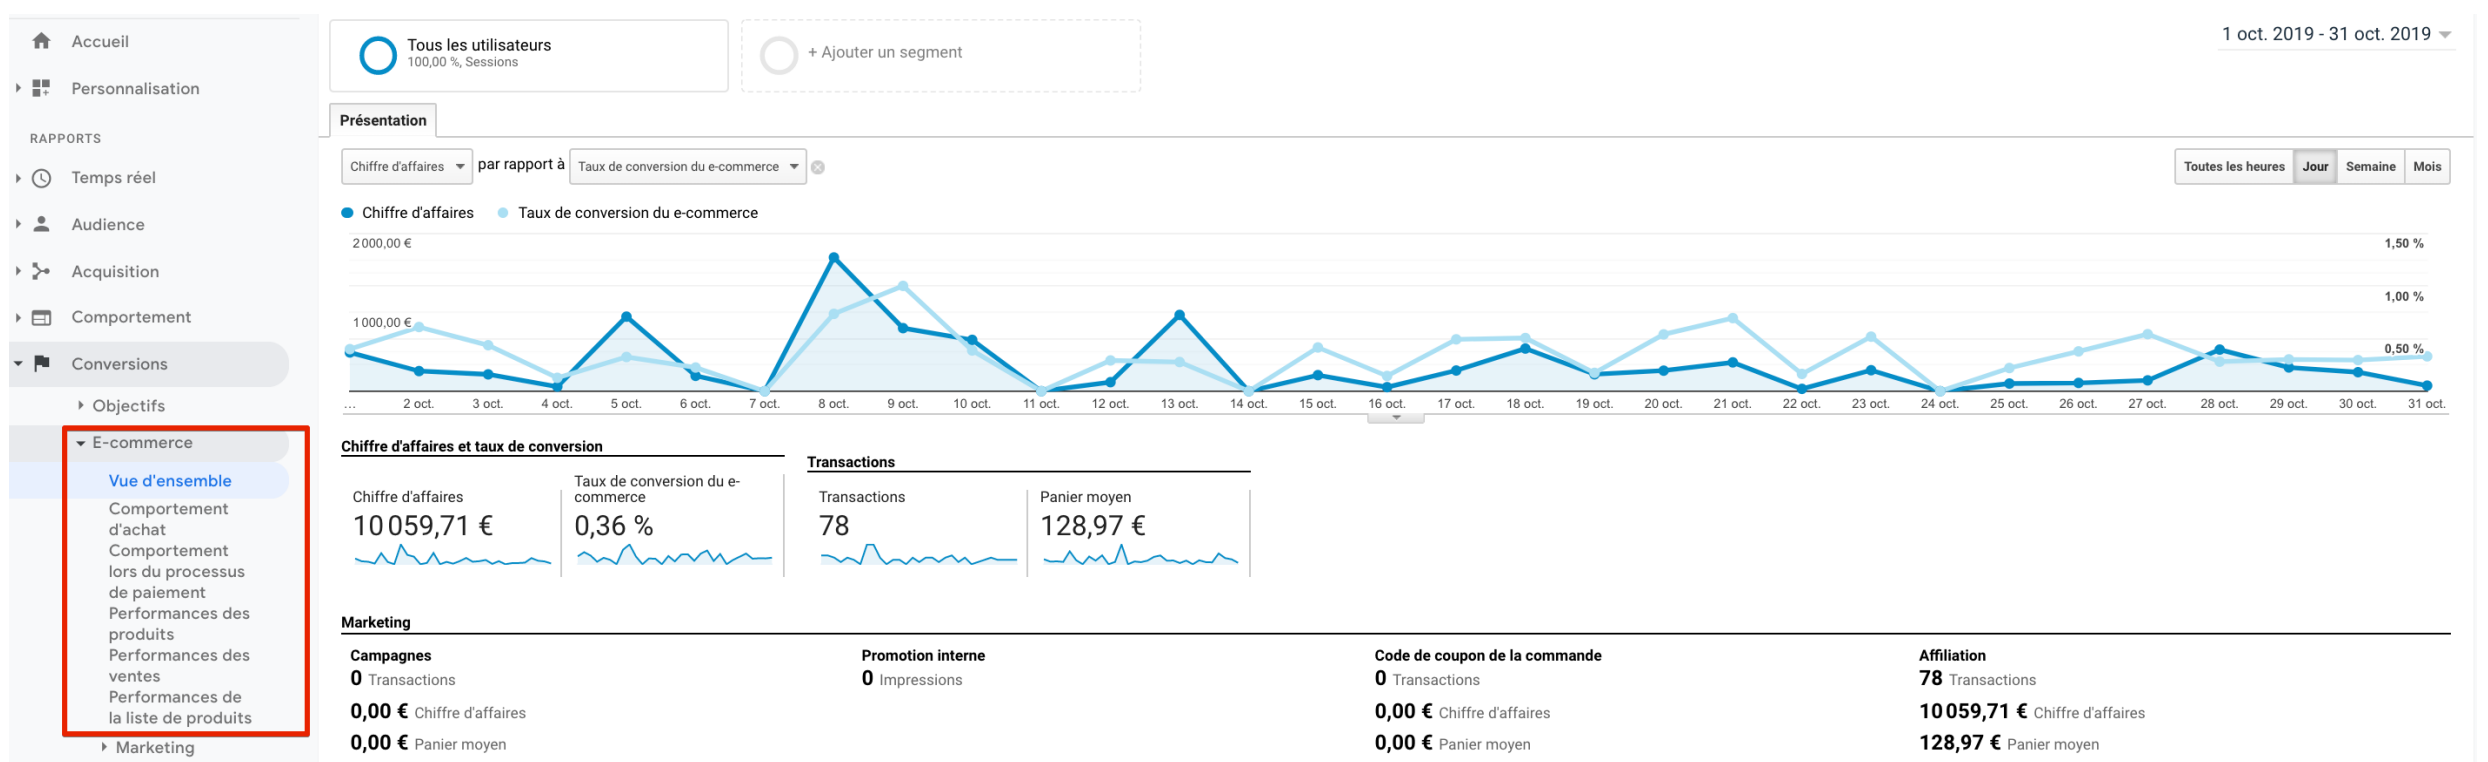 Accueil
Personnalisation
RAPPORTS
Temps réel
Audience
Acquisition
Comportement
Conversions
Objectifs
E-commerce
Vue d'ensemble
Comportement
d'achat
Comportement
lors du processus
de paiement
Performances des
produits
Performances des
ventes
Performances de
la liste de produits
Marketing
Tous les utilisateurs
100,00 %, Sessions
+ Ajouter un segment
1 oct. 2019 - 31 oct. 2019
Présentation
Chiffre d'affaires par rapport à Taux de conversion du e-commerce
Toutes les heures Jour Semaine Mois
Chiffre d'affaires Taux de conversion du e-commerce
2 000,00 € 1,50 %
1,00 %
1 000,00 €
0,50 %
... 2 oct. 3 oct. 4 oct. 5 oct. 6 oct. 7 oct. 8 oct. 9 oct. 10 oct. 11 oct. 12 oct. 13 oct. 14 oct. 15 oct. 16 oct. 17 oct. 18 oct. 19 oct. 20 oct. 21 oct. 22 oct. 23 oct. 24 oct. 25 oct. 26 oct. 27 oct. 28 oct. 29 oct. 30 oct. 31 oct.
Chiffre d'affaires et taux de conversion
Chiffre d'affaires
10 059,71 €
Taux de conversion du e-
commerce
0,36 %
Transactions
Transactions
78
Panier moyen
128,97 €
Marketing
Campagnes
0 Transactions
0,00 € Chiffre d'affaires
0,00 € Panier moyen
Promotion interne
0 Impressions
Code de coupon de la commande
0 Transactions
0,00 € Chiffre d'affaires
0,00 € Panier moyen
Affiliation
78 Transactions
10 059,71 € Chiffre d'affaires
128,97 € Panier moyen